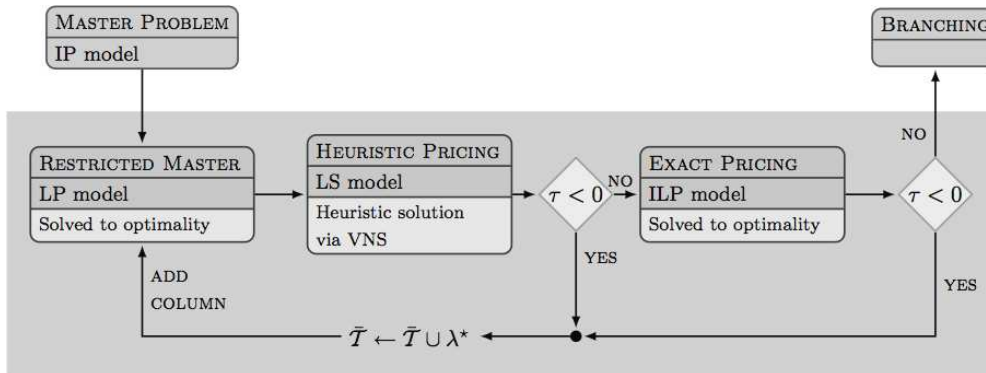 MASTER PROBLEM
IP model
BRANCHING
NO
RESTRICTED MASTER
LP model
Solved to optimality
HEURISTIC PRICING
LS model
Heuristic solution
via VNS
τ < 0
NO
EXACT PRICING
ILP model
Solved to optimality
τ < 0
YES
YES
ADD
COLUMN
𝒯̄ ← 𝒯̄ ∪ λ⋆